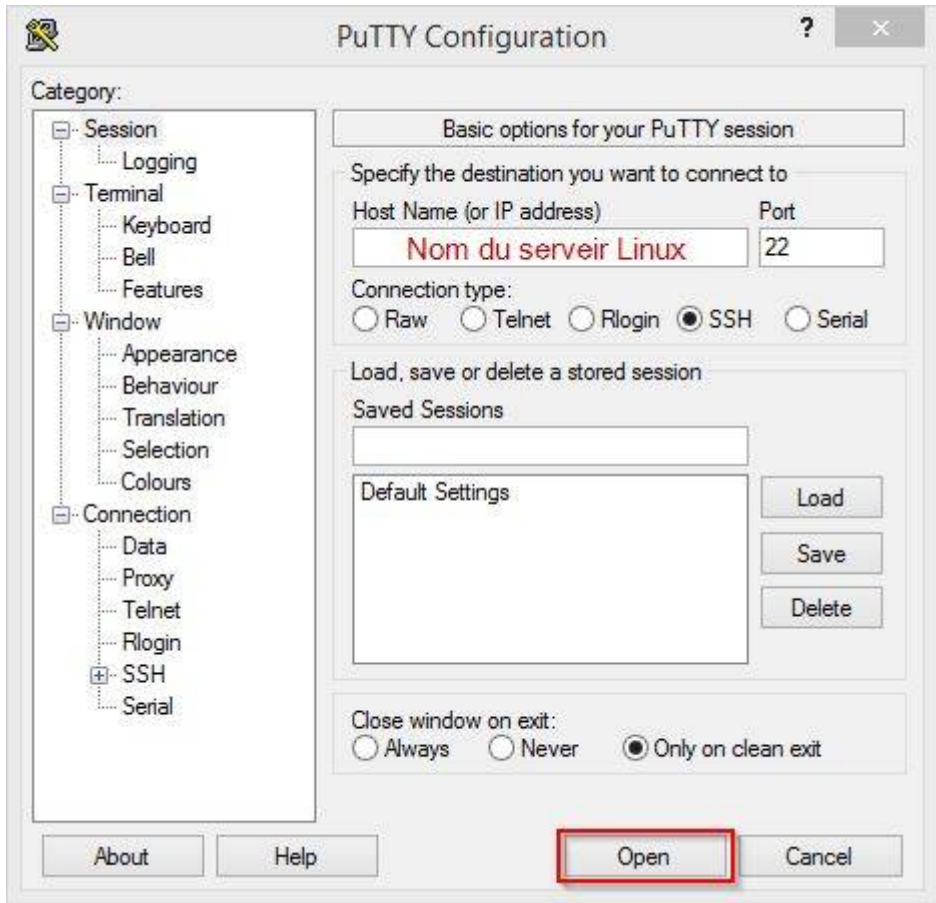 PuTTY Configuration
?
×
Category:
Session
Logging
Terminal
Keyboard
Bell
Features
Window
Appearance
Behaviour
Translation
Selection
Colours
Connection
Data
Proxy
Telnet
Rlogin
SSH
Serial
Basic options for your PuTTY session
Specify the destination you want to connect to
Host Name (or IP address) Port
Nom du serveir Linux 22
Connection type:
Raw Telnet Rlogin SSH Serial
Load, save or delete a stored session
Saved Sessions
Default Settings
Load
Save
Delete
Close window on exit:
Always Never Only on clean exit
About Help Open Cancel